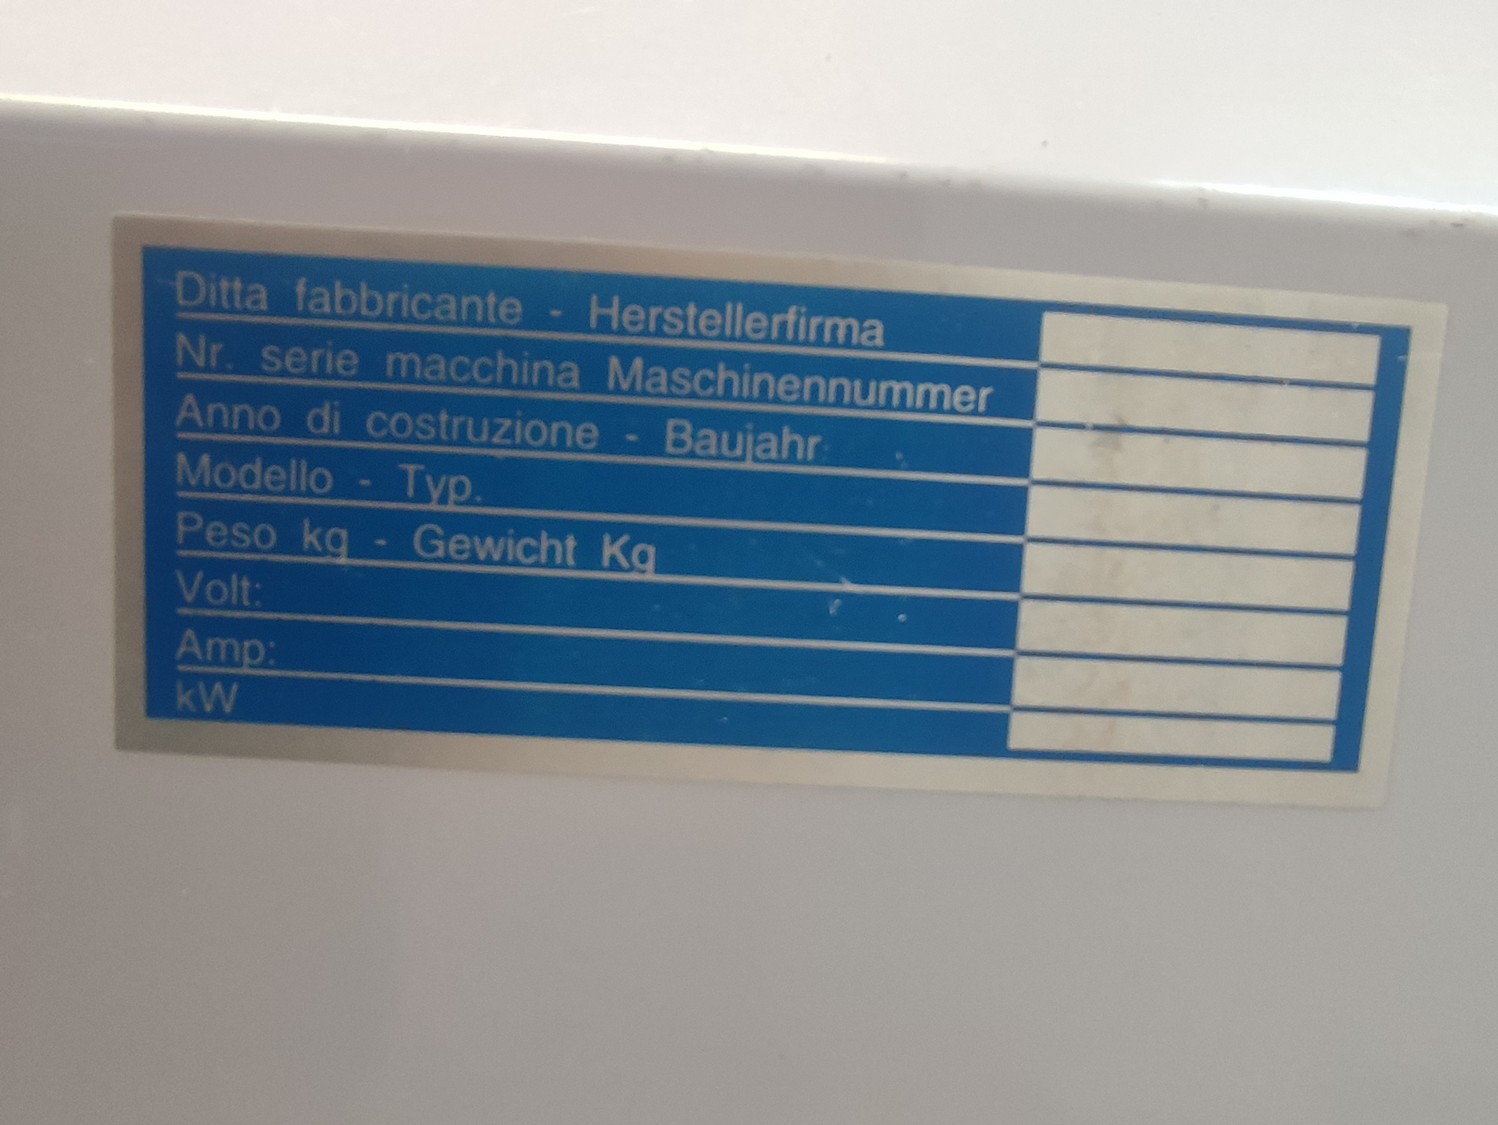 Ditta fabbricante - Herstellerfirma
Nr. serie macchina Maschinennummer
Anno di costruzione - Baujahr
Modello - Typ.
Peso kg - Gewicht Kg
Volt:
Amp:
kW